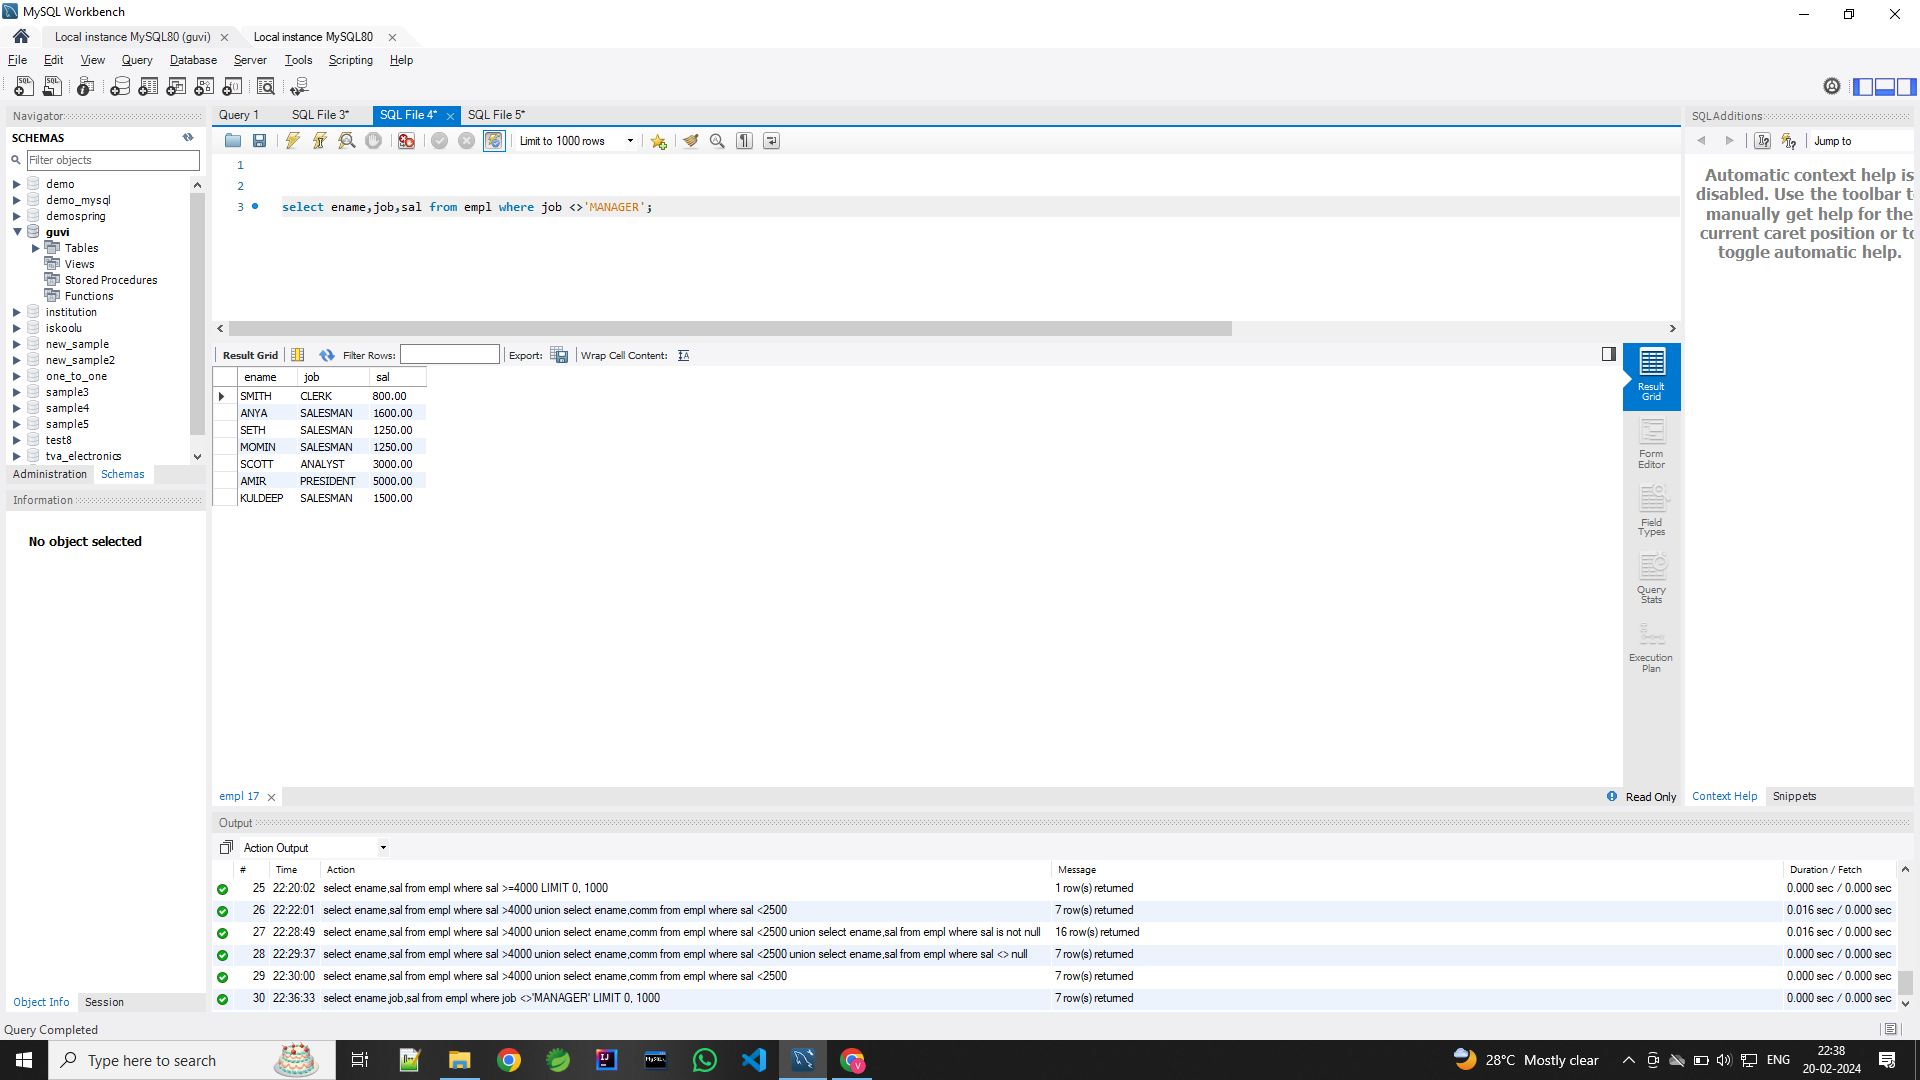 MySQL Workbench
Local instance MySQL80 (guvi)
Local instance MySQL80
File Edit View Query Database Server Tools Scripting Help
Navigator
SCHEMAS
Filter objects
demo
demo_mysql
demospring
guvi
Tables
Views
Stored Procedures
Functions
institution
iskoolu
new_sample
new_sample2
one_to_one
sample3
sample4
sample5
test8
tva_electronics
Administration Schemas
Information
No object selected
Object Info Session
Query 1 SQL File 3* SQL File 4* SQL File 5*
Limit to 1000 rows
1
2
3 select ename,job,sal from empl where job <>'MANAGER';
Result Grid Filter Rows: Export: Wrap Cell Content:
ename job sal
SMITH CLERK 800.00
ANYA SALESMAN 1600.00
SETH SALESMAN 1250.00
MOMIN SALESMAN 1250.00
SCOTT ANALYST 3000.00
AMIR PRESIDENT 5000.00
KULDEEP SALESMAN 1500.00
Result
Grid
Form
Editor
Field
Types
Query
Stats
Execution
Plan
empl 17
Read Only
SQLAdditions
Jump to
Automatic context help is
disabled. Use the toolbar t
manually get help for the
current caret position or to
toggle automatic help.
Context Help Snippets
Output
Action Output
# Time Action Message Duration / Fetch
25 22:20:02 select ename,sal from empl where sal >=4000 LIMIT 0, 1000 1 row(s) returned 0.000 sec / 0.000 sec
26 22:22:01 select ename,sal from empl where sal >4000 union select ename,comm from empl where sal <2500 7 row(s) returned 0.016 sec / 0.000 sec
27 22:28:49 select ename,sal from empl where sal >4000 union select ename,comm from empl where sal <2500 union select ename,sal from empl where sal is not null 16 row(s) returned 0.016 sec / 0.000 sec
28 22:29:37 select ename,sal from empl where sal >4000 union select ename,comm from empl where sal <2500 union select ename,sal from empl where sal <> null 7 row(s) returned 0.000 sec / 0.000 sec
29 22:30:00 select ename,sal from empl where sal >4000 union select ename,comm from empl where sal <2500 7 row(s) returned 0.000 sec / 0.000 sec
30 22:36:33 select ename,job,sal from empl where job <>'MANAGER' LIMIT 0, 1000 7 row(s) returned 0.000 sec / 0.000 sec
Query Completed
Type here to search
28°C Mostly clear
ENG
22:38
20-02-2024